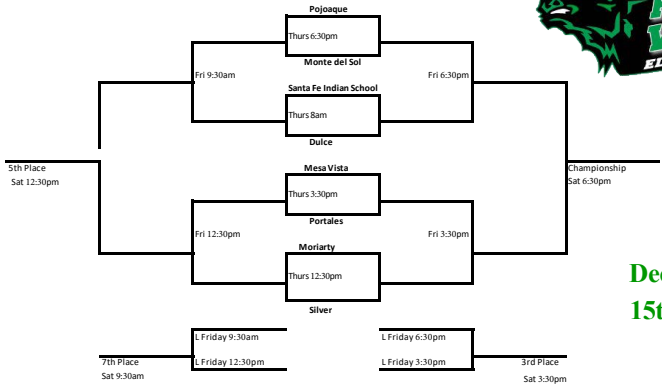 Pojoaque
Thurs 6:30pm
Monte del Sol
Fri 9:30am
Fri 6:30pm
Santa Fe Indian School
Thurs 8am
Dulce
5th Place
Sat 12:30pm
Championship
Sat 6:30pm
Mesa Vista
Thurs 3:30pm
Portales
Fri 12:30pm
Fri 3:30pm
Moriarty
Thurs 12:30pm
Silver
L Friday 9:30am
L Friday 6:30pm
L Friday 12:30pm
L Friday 3:30pm
7th Place
Sat 9:30am
3rd Place
Sat 3:30pm